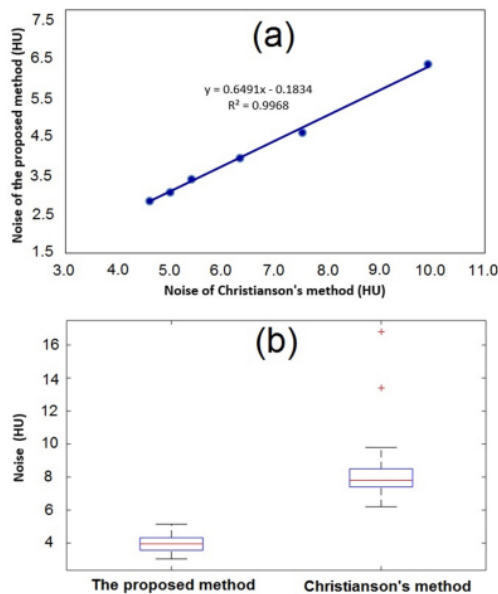 (a)
7.5
6.5
5.5
4.5
3.5
2.5
1.5
Noise of the proposed method (HU)
y = 0.6491x - 0.1834
R² = 0.9968
3.0 4.0 5.0 6.0 7.0 8.0 9.0 10.0 11.0
Noise of Christianson's method (HU)
(b)
16
14
12
10
8
6
4
Noise (HU)
The proposed method Christianson's method